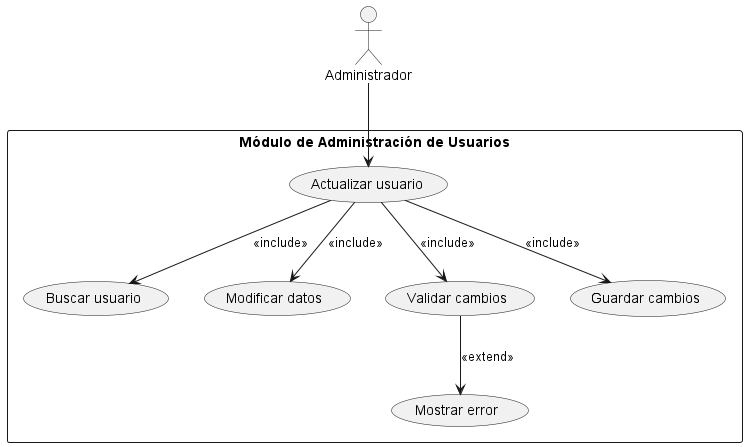 Administrador
Módulo de Administración de Usuarios
Actualizar usuario
«include»
«include»
«include»
«include»
Buscar usuario
Modificar datos
Validar cambios
Guardar cambios
«extend»
Mostrar error